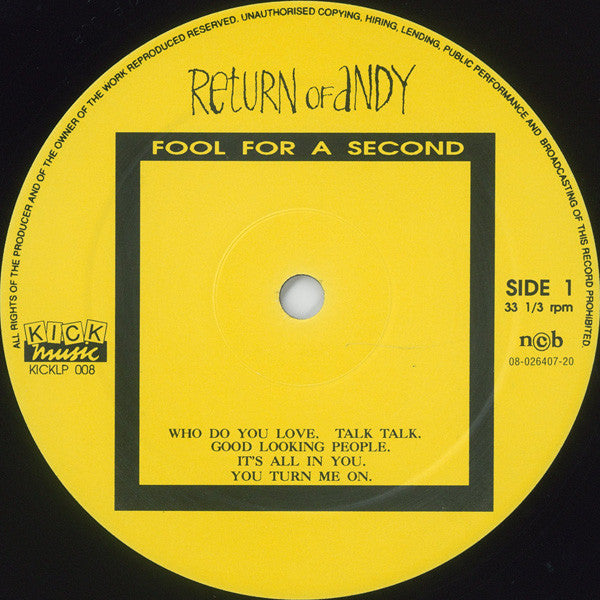 ALL RIGHTS OF THE PRODUCER AND OF THE OWNER OF THE WORK REPRODUCED RESERVED. UNAUTHORISED COPYING, HIRING, LENDING, PUBLIC PERFORMANCE AND BROADCASTING OF THIS RECORD PROHIBITED.
RETURN OF ANDY
FOOL FOR A SECOND
SIDE 1
33 1/3 rpm
KICK
music
KICKLP 008
n©b
08-026407-20
WHO DO YOU LOVE. TALK TALK.
GOOD LOOKING PEOPLE.
IT'S ALL IN YOU.
YOU TURN ME ON.